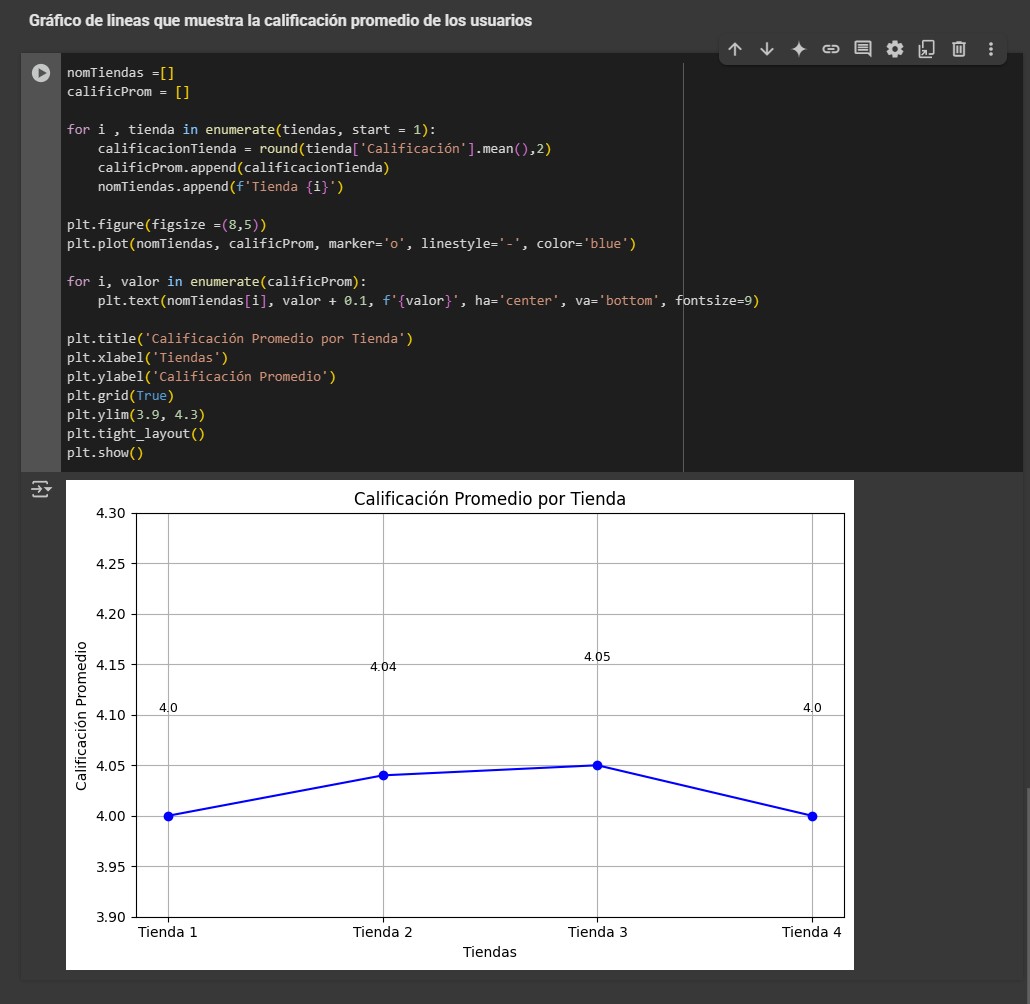 Gráfico de lineas que muestra la calificación promedio de los usuarios
nomTiendas =[]
calificProm = []
for i , tienda in enumerate(tiendas, start = 1):
    calificacionTienda = round(tienda['Calificación'].mean(),2)
    calificProm.append(calificacionTienda)
    nomTiendas.append(f'Tienda {i}')
plt.figure(figsize =(8,5))
plt.plot(nomTiendas, calificProm, marker='o', linestyle='-', color='blue')
for i, valor in enumerate(calificProm):
    plt.text(nomTiendas[i], valor + 0.1, f'{valor}', ha='center', va='bottom', fontsize=9)
plt.title('Calificación Promedio por Tienda')
plt.xlabel('Tiendas')
plt.ylabel('Calificación Promedio')
plt.grid(True)
plt.ylim(3.9, 4.3)
plt.tight_layout()
plt.show()
Calificación Promedio por Tienda
4.30
4.25
4.20
4.15
4.10
4.05
4.00
3.95
3.90
Calificación Promedio
4.0
4.04
4.05
4.0
Tienda 1
Tienda 2
Tienda 3
Tienda 4
Tiendas